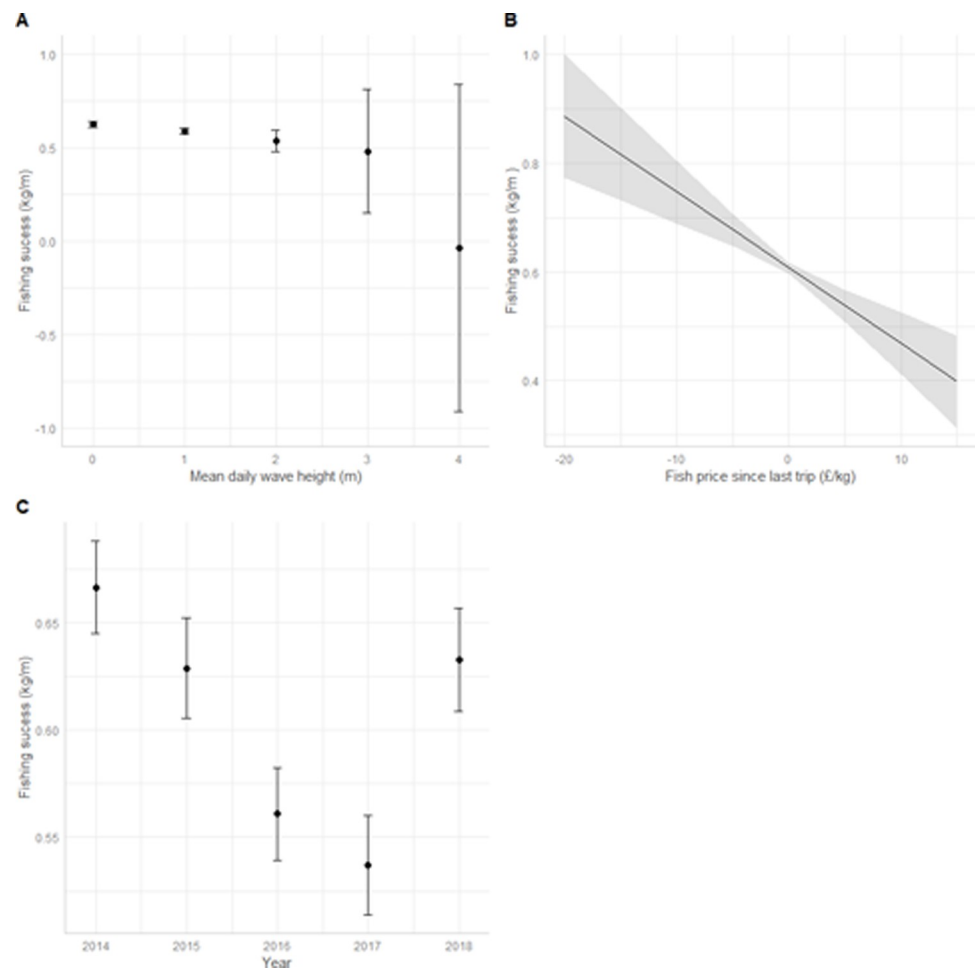 A
1.0
0.5
0.0
-0.5
-1.0
Fishing sucess (kg/m)
0 1 2 3 4
Mean daily wave height (m)
B
1.0
0.8
0.6
0.4
Fishing sucess (kg/m )
-20 -10 0 10
Fish price since last trip (£/kg)
C
0.65
0.60
0.55
Fishing sucess (kg/m)
2014 2015 2016 2017 2018
Year